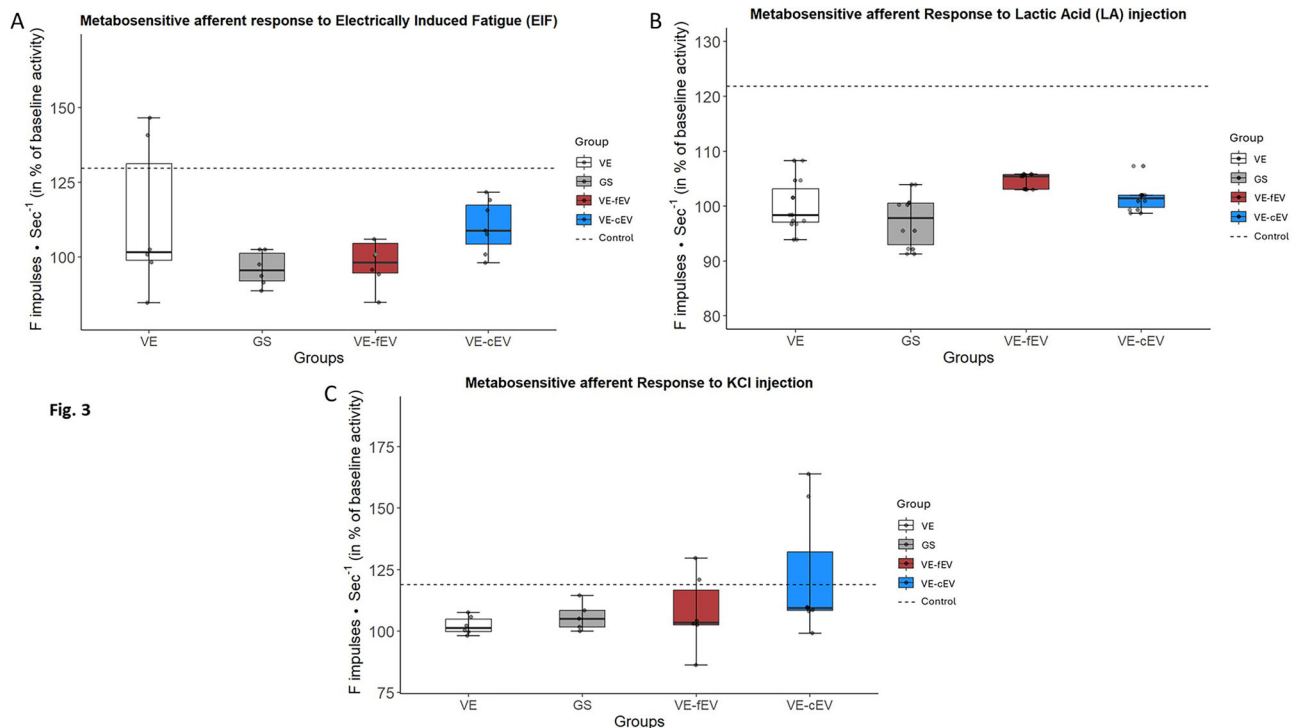 A
Metabosensitive afferent response to Electrically Induced Fatigue (EIF)
F impulses • Sec-1 (in % of baseline activity)
150
125
100
VE
GS
VE-fEV
VE-cEV
Groups
Group
VE
GS
VE-fEV
VE-cEV
Control
B
Metabosensitive afferent Response to Lactic Acid (LA) injection
F impulses • Sec-1 (in % of baseline activity)
130
120
110
100
90
80
VE
GS
VE-fEV
VE-cEV
Groups
Group
VE
GS
VE-fEV
VE-cEV
Control
Fig. 3
C
Metabosensitive afferent Response to KCl injection
F impulses • Sec-1 (in % of baseline activity)
175
150
125
100
75
VE
GS
VE-fEV
VE-cEV
Groups
Group
VE
GS
VE-fEV
VE-cEV
Control